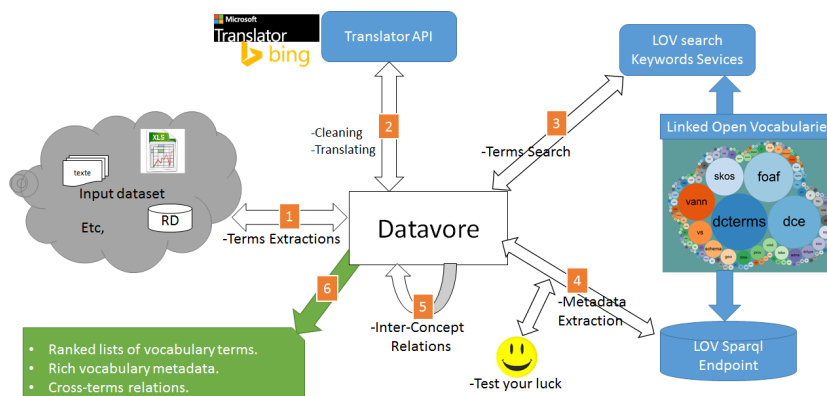 Microsoft
Translator
bing
Translator API
LOV search
Keywords Sevices
2
-Cleaning
-Translating
3
-Terms Search
Linked Open Vocabularie
XLS
texte
Input dataset
RD
Etc,
1
-Terms Extractions
Datavore
skos
foaf
vann
dcterms
dce
vs
schema
gnd
6
5
-Inter-Concept
Relations
4
-Metadata
Extraction
-Test your luck
LOV Sparql
Endpoint
• Ranked lists of vocabulary terms.
• Rich vocabulary metadata.
• Cross-terms relations.